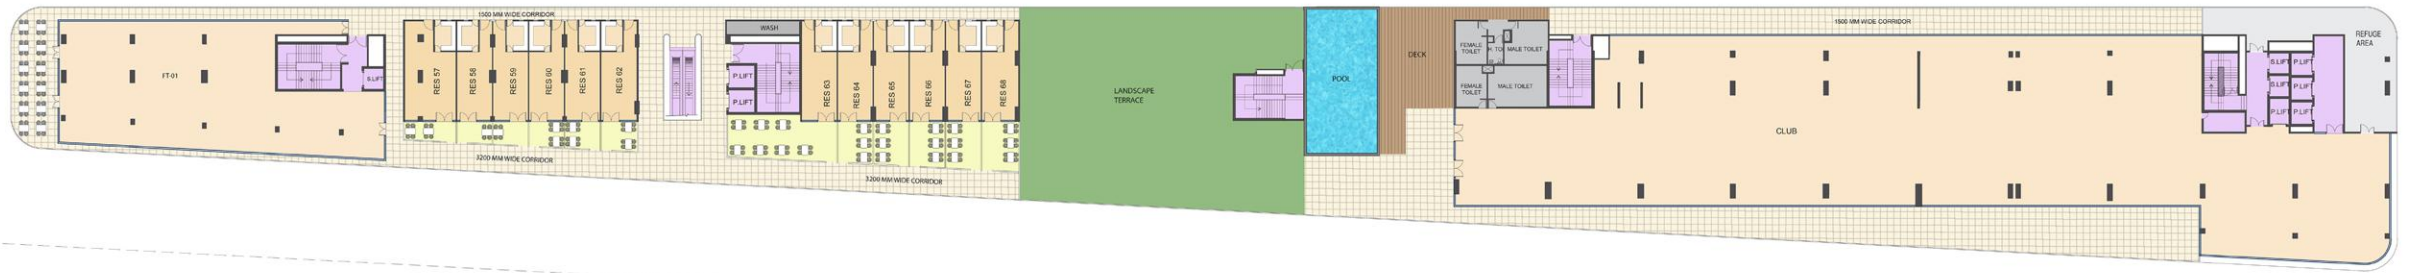 1500 MM WIDE CORRIDOR
FT-01
S.LIFT
RES 57
RES 58
RES 59
RES 60
RES 61
RES 62
3200 MM WIDE CORRIDOR
WASH
P.LIFT
P.LIFT
RES 63
RES 64
RES 65
RES 66
RES 67
RES 68
3200 MM WIDE CORRIDOR
LANDSCAPE
TERRACE
POOL
DECK
FEMALE
TOILET
MALE TOILET
FEMALE
TOILET
MALE TOILET
1500 MM WIDE CORRIDOR
CLUB
S.LIFT
P.LIFT
S.LIFT
P.LIFT
P.LIFT
P.LIFT
REFUGE
AREA